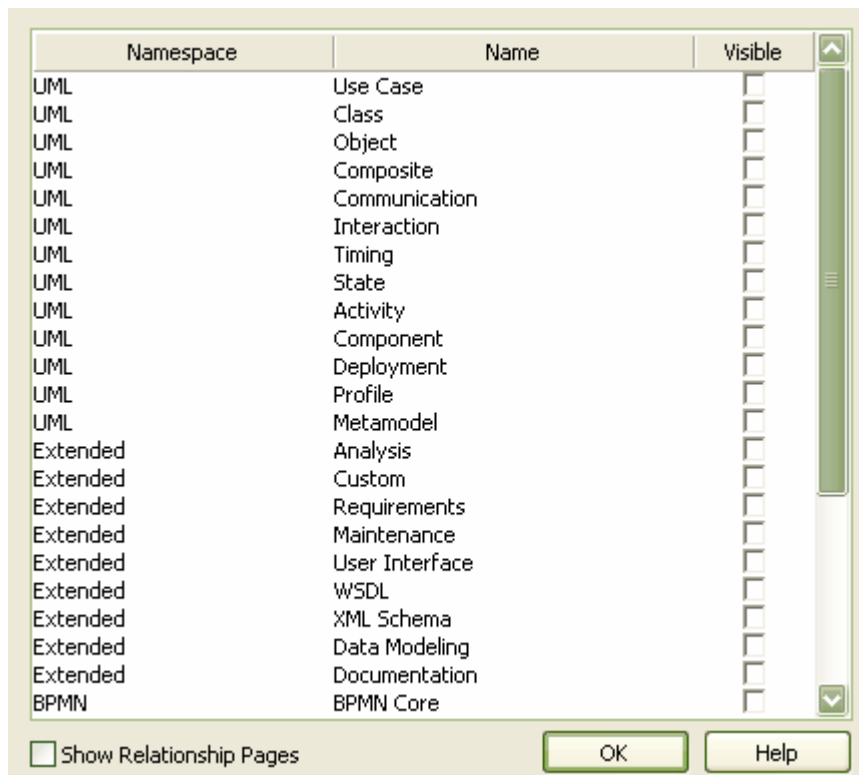 Namespace Name Visible
UML Use Case
UML Class
UML Object
UML Composite
UML Communication
UML Interaction
UML Timing
UML State
UML Activity
UML Component
UML Deployment
UML Profile
UML Metamodel
Extended Analysis
Extended Custom
Extended Requirements
Extended Maintenance
Extended User Interface
Extended WSDL
Extended XML Schema
Extended Data Modeling
Extended Documentation
BPMN BPMN Core
Show Relationship Pages OK Help